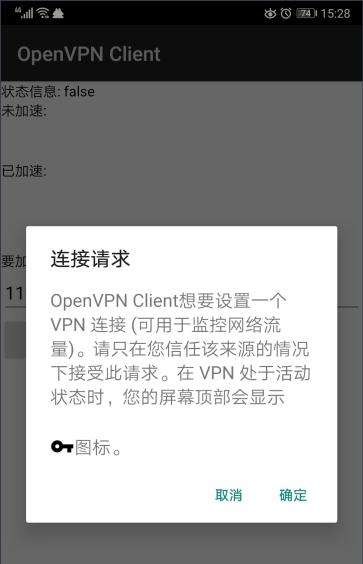 46 74 15:28
OpenVPN Client
状态信息: false
未加速:
已加速:
要加
11
连接请求
OpenVPN Client想要设置一个
VPN 连接 (可用于监控网络流
量)。请只在您信任该来源的情况
下接受此请求。在 VPN 处于活动
状态时，您的屏幕顶部会显示
图标。
取消 确定